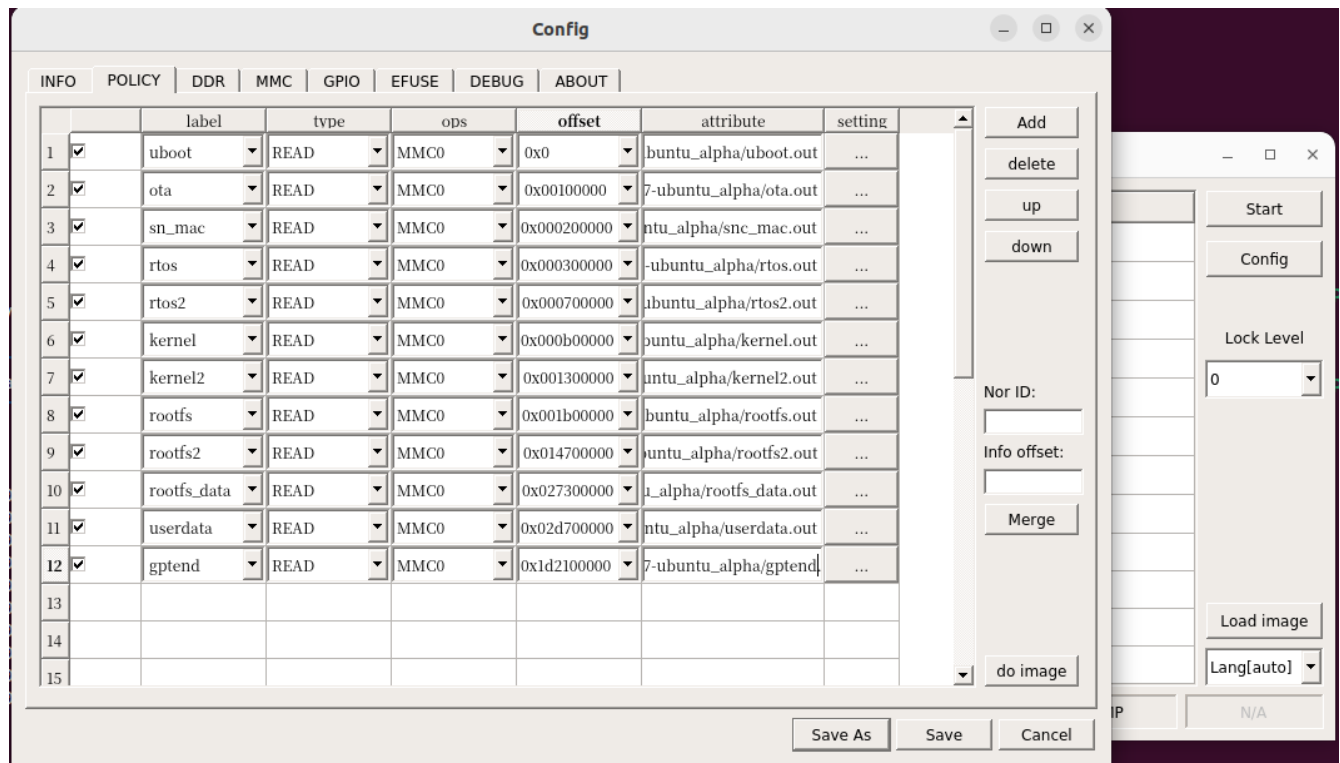 Config
INFO POLICY DDR MMC GPIO EFUSE DEBUG ABOUT
label type ops offset attribute setting
1 uboot READ MMC0 0x0 buntu_alpha/uboot.out ...
2 ota READ MMC0 0x00100000 7-ubuntu_alpha/ota.out ...
3 sn_mac READ MMC0 0x000200000 ntu_alpha/snc_mac.out ...
4 rtos READ MMC0 0x000300000 -ubuntu_alpha/rtos.out ...
5 rtos2 READ MMC0 0x000700000 ubuntu_alpha/rtos2.out ...
6 kernel READ MMC0 0x000b00000 buntu_alpha/kernel.out ...
7 kernel2 READ MMC0 0x001300000 untu_alpha/kernel2.out ...
8 rootfs READ MMC0 0x001b00000 buntu_alpha/rootfs.out ...
9 rootfs2 READ MMC0 0x014700000 untu_alpha/rootfs2.out ...
10 rootfs_data READ MMC0 0x027300000 _alpha/rootfs_data.out ...
11 userdata READ MMC0 0x02d700000 ntu_alpha/userdata.out ...
12 gptend READ MMC0 0x1d2100000 7-ubuntu_alpha/gptend. ...
13
14
15
Add
delete
up
down
Nor ID:
Info offset:
Merge
do image
Save As Save Cancel
Start
Config
Lock Level
0
Load image
Lang[auto]
N/A